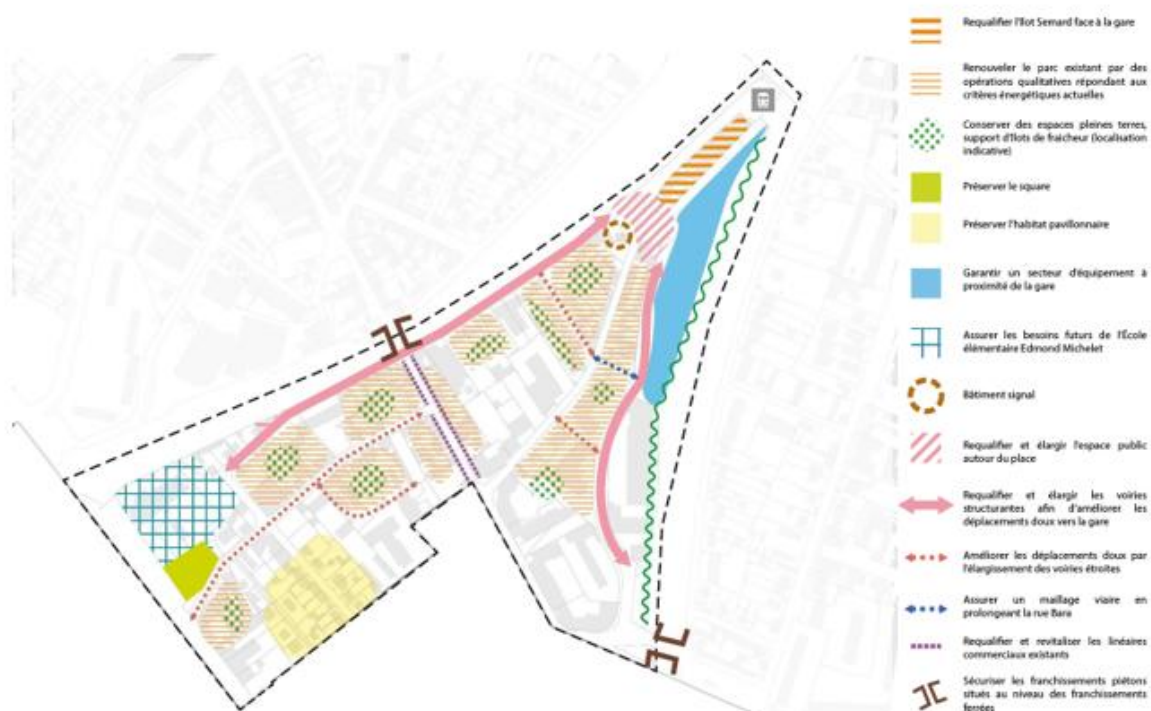 Requalifier l'îlot Semard face à la gare
Renouveler le parc existant par des
opérations qualitatives répondant aux
critères énergétiques actuelles
Conserver des espaces pleines terres,
support d'îlots de fraicheur (localisation
indicative)
Préserver le square
Préserver l'habitat pavillonnaire
Garantir un secteur d'équipement à
proximité de la gare
Assurer les besoins futurs de l'École
élémentaire Edmond Michelet
Bâtiment signal
Requalifier et élargir l'espace public
autour du place
Requalifier et élargir les voiries
structurantes afin d'améliorer les
déplacements doux vers la gare
Améliorer les déplacements doux par
l'élargissement des voiries étroites
Assurer un maillage viaire en
prolongeant la rue Bara
Requalifier et revitaliser les linéaires
commerciaux existants
Sécuriser les franchissements piétons
situés au niveau des franchissements
ferrées